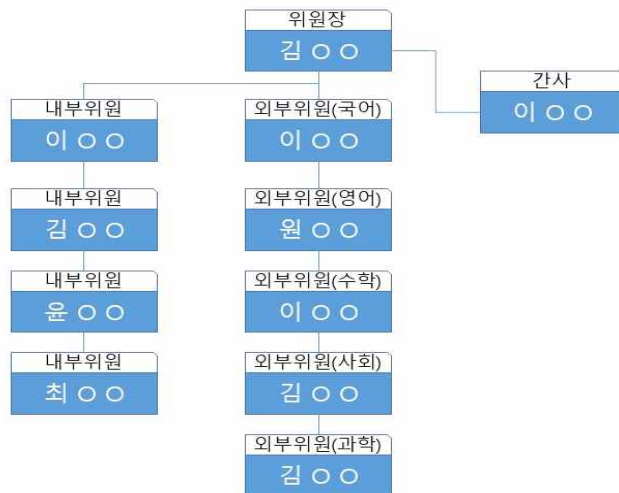 위원장
김 ○ ○
간사
이 ○ ○
내부위원
이 ○ ○
외부위원(국어)
이 ○ ○
내부위원
김 ○ ○
외부위원(영어)
원 ○ ○
내부위원
윤 ○ ○
외부위원(수학)
이 ○ ○
내부위원
최 ○ ○
외부위원(사회)
김 ○ ○
외부위원(과학)
김 ○ ○